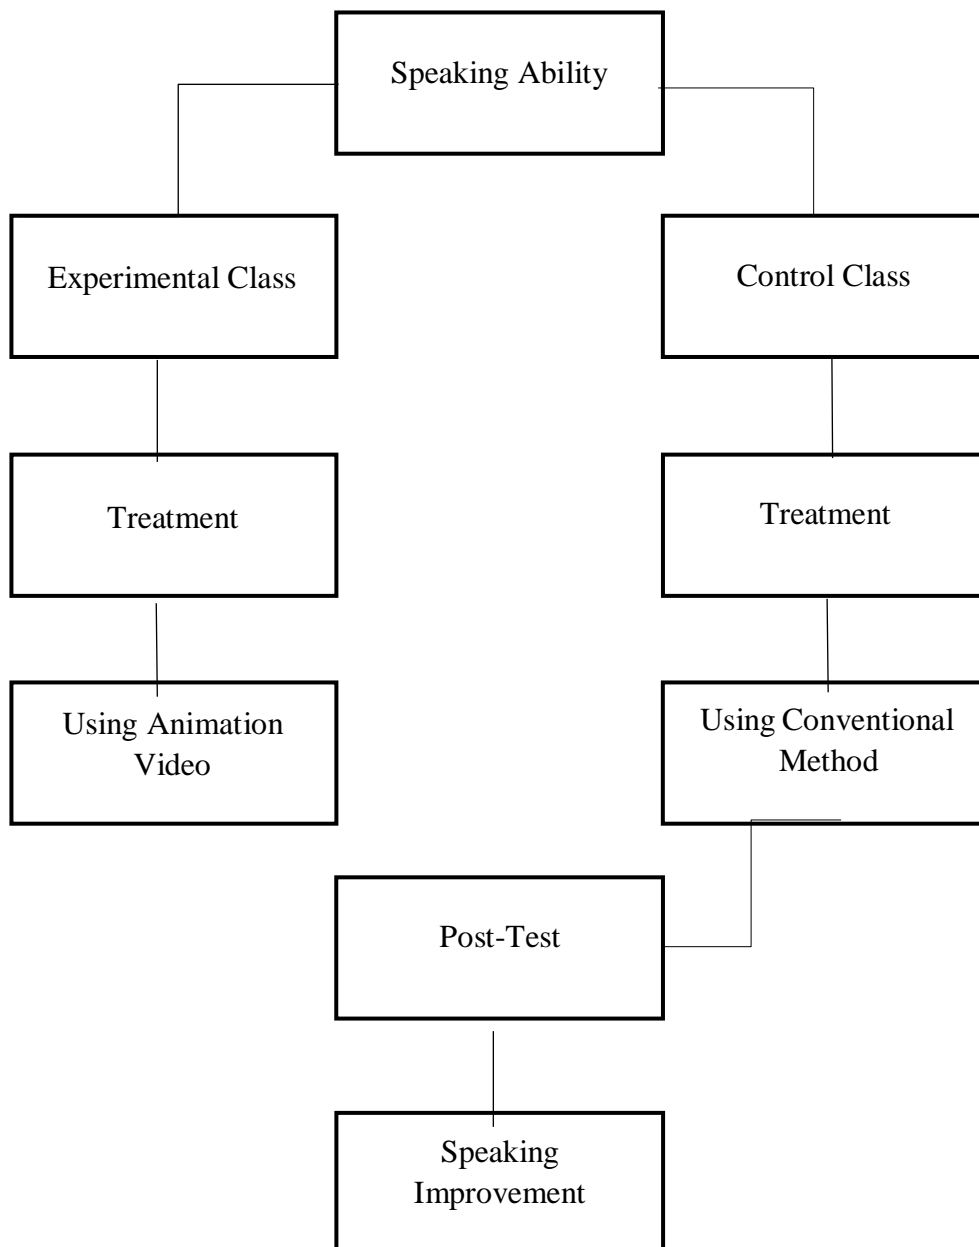 Speaking Ability
Experimental Class
Control Class
Treatment
Treatment
Using Animation
Video
Using Conventional
Method
Post-Test
Speaking
Improvement